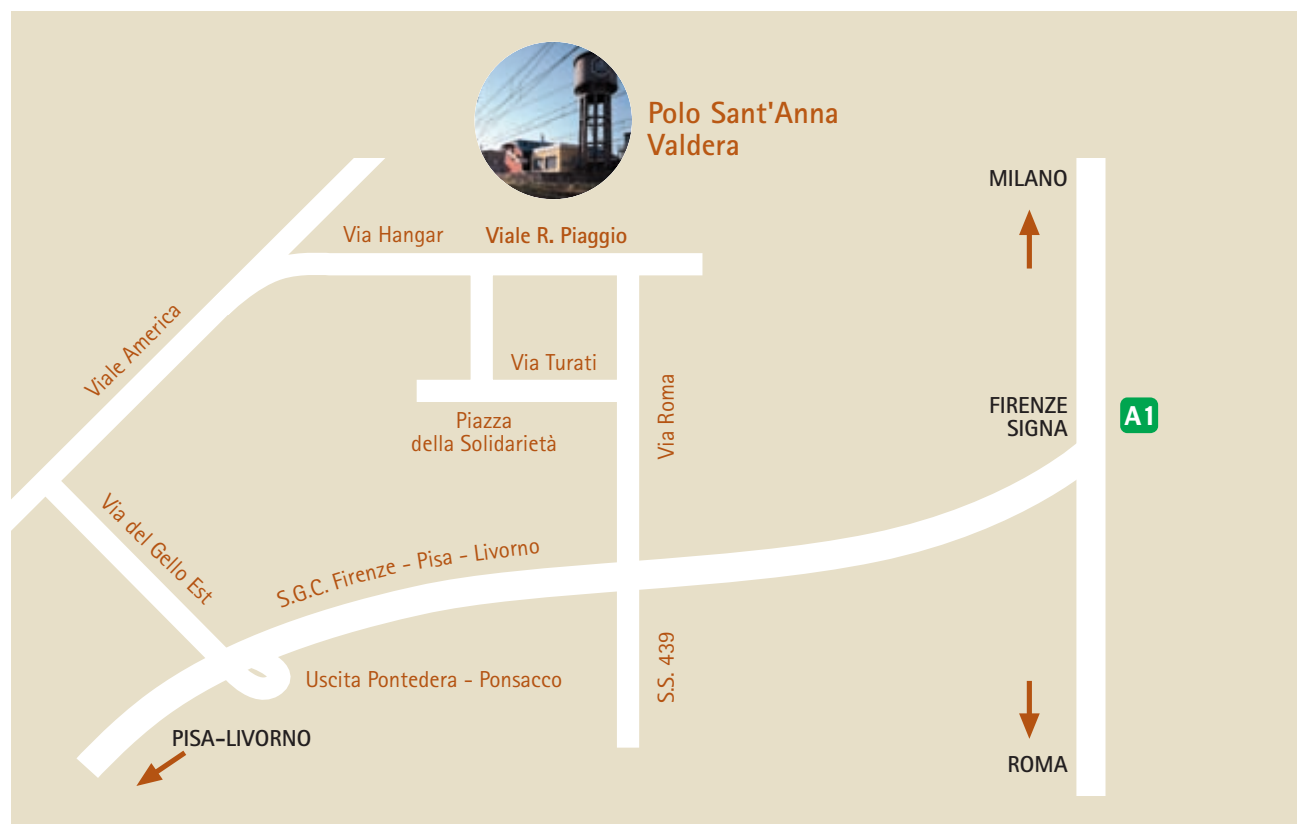 Polo Sant'Anna
Valdera
MILANO
Via Hangar
Viale R. Piaggio
Viale America
Via Turati
Via Roma
FIRENZE
SIGNA
A1
Piazza
della Solidarietà
Via del Gello Est
S.G.C. Firenze - Pisa - Livorno
S.S. 439
Uscita Pontedera - Ponsacco
PISA-LIVORNO
ROMA